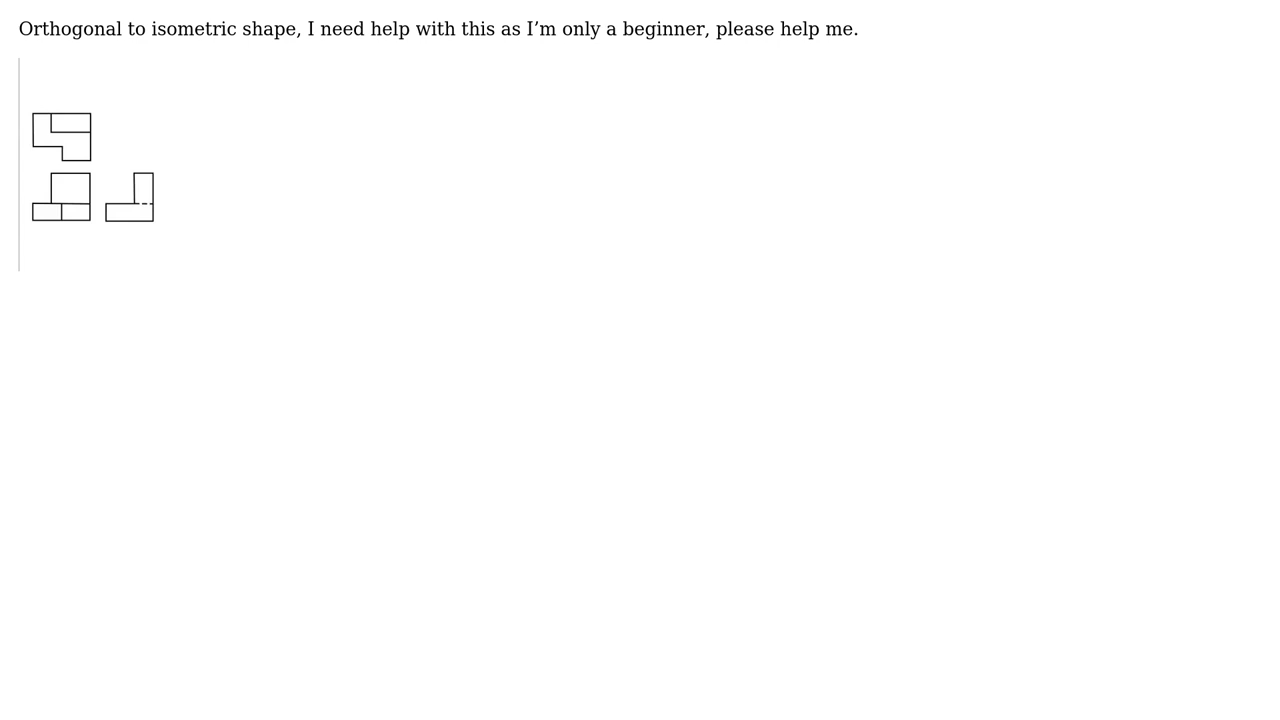 Orthogonal to isometric shape, I need help with this as I’m only a beginner, please help me.